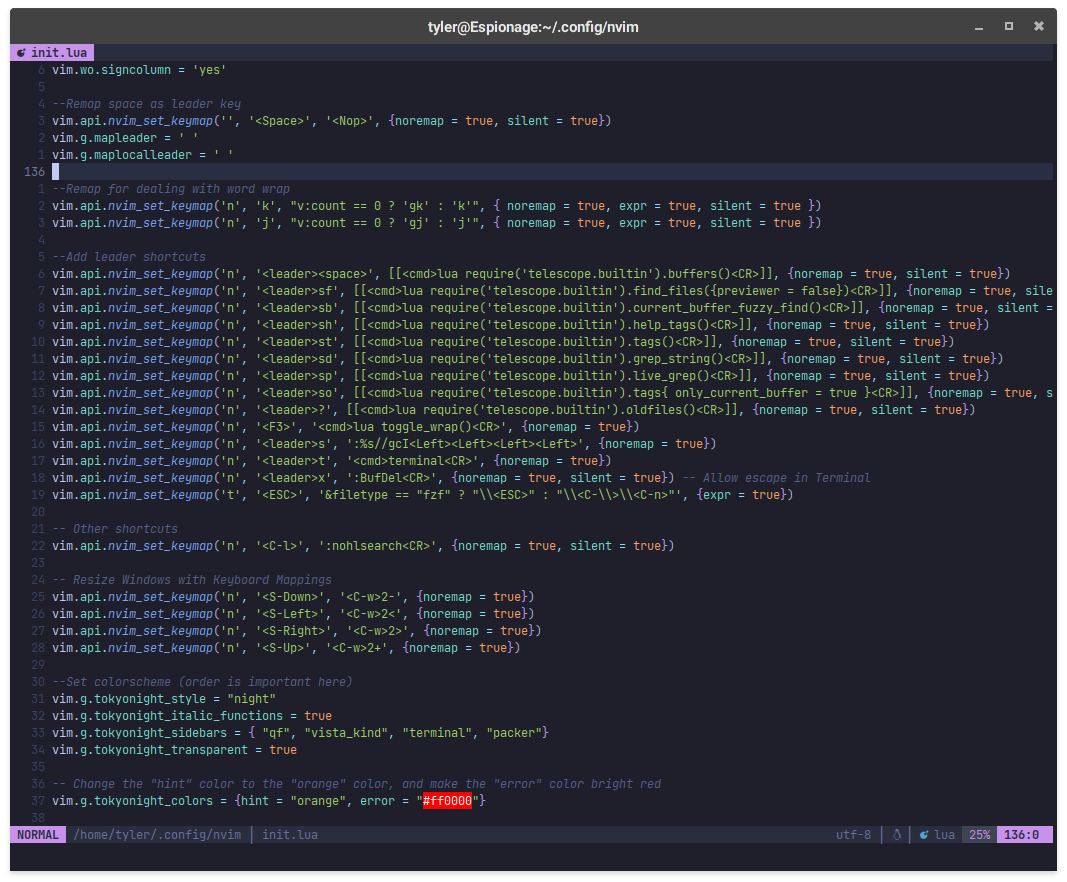 tyler@Espionage:~/.config/nvim
init.lua
6 vim.wo.signcolumn = 'yes'
5
4 --Remap space as leader key
3 vim.api.nvim_set_keymap('', '<Space>', '<Nop>', {noremap = true, silent = true})
2 vim.g.mapleader = ' '
1 vim.g.maplocalleader = ' '
136
1 --Remap for dealing with word wrap
2 vim.api.nvim_set_keymap('n', 'k', "v:count == 0 ? 'gk' : 'k'", { noremap = true, expr = true, silent = true })
3 vim.api.nvim_set_keymap('n', 'j', "v:count == 0 ? 'gj' : 'j'", { noremap = true, expr = true, silent = true })
4
5 --Add leader shortcuts
6 vim.api.nvim_set_keymap('n', '<leader><space>', [[<cmd>lua require('telescope.builtin').buffers()<CR>]], {noremap = true, silent = true})
7 vim.api.nvim_set_keymap('n', '<leader>sf', [[<cmd>lua require('telescope.builtin').find_files({previewer = false})<CR>]], {noremap = true, sile
8 vim.api.nvim_set_keymap('n', '<leader>sb', [[<cmd>lua require('telescope.builtin').current_buffer_fuzzy_find()<CR>]], {noremap = true, silent =
9 vim.api.nvim_set_keymap('n', '<leader>sh', [[<cmd>lua require('telescope.builtin').help_tags()<CR>]], {noremap = true, silent = true})
10 vim.api.nvim_set_keymap('n', '<leader>st', [[<cmd>lua require('telescope.builtin').tags()<CR>]], {noremap = true, silent = true})
11 vim.api.nvim_set_keymap('n', '<leader>sd', [[<cmd>lua require('telescope.builtin').grep_string()<CR>]], {noremap = true, silent = true})
12 vim.api.nvim_set_keymap('n', '<leader>sp', [[<cmd>lua require('telescope.builtin').live_grep()<CR>]], {noremap = true, silent = true})
13 vim.api.nvim_set_keymap('n', '<leader>so', [[<cmd>lua require('telescope.builtin').tags{ only_current_buffer = true }<CR>]], {noremap = true, s
14 vim.api.nvim_set_keymap('n', '<leader>?', [[<cmd>lua require('telescope.builtin').oldfiles()<CR>]], {noremap = true, silent = true})
15 vim.api.nvim_set_keymap('n', '<F3>', '<cmd>lua toggle_wrap()<CR>', {noremap = true})
16 vim.api.nvim_set_keymap('n', '<leader>s', ':%s//gcI<Left><Left><Left><Left>', {noremap = true})
17 vim.api.nvim_set_keymap('n', '<leader>t', '<cmd>terminal<CR>', {noremap = true})
18 vim.api.nvim_set_keymap('n', '<leader>x', ':BufDel<CR>', {noremap = true, silent = true}) -- Allow escape in Terminal
19 vim.api.nvim_set_keymap('t', '<ESC>', '&filetype == "fzf" ? "\\<ESC>" : "\\<C-\\>\\<C-n>"', {expr = true})
20
21 -- Other shortcuts
22 vim.api.nvim_set_keymap('n', '<C-l>', ':nohlsearch<CR>', {noremap = true, silent = true})
23
24 -- Resize Windows with Keyboard Mappings
25 vim.api.nvim_set_keymap('n', '<S-Down>', '<C-w>2-', {noremap = true})
26 vim.api.nvim_set_keymap('n', '<S-Left>', '<C-w>2<', {noremap = true})
27 vim.api.nvim_set_keymap('n', '<S-Right>', '<C-w>2>', {noremap = true})
28 vim.api.nvim_set_keymap('n', '<S-Up>', '<C-w>2+', {noremap = true})
29
30 --Set colorscheme (order is important here)
31 vim.g.tokyonight_style = "night"
32 vim.g.tokyonight_italic_functions = true
33 vim.g.tokyonight_sidebars = { "qf", "vista_kind", "terminal", "packer"}
34 vim.g.tokyonight_transparent = true
35
36 -- Change the "hint" color to the "orange" color, and make the "error" color bright red
37 vim.g.tokyonight_colors = {hint = "orange", error = "#ff0000"}
38
NORMAL /home/tyler/.config/nvim | init.lua utf-8 | | lua 25% 136:0